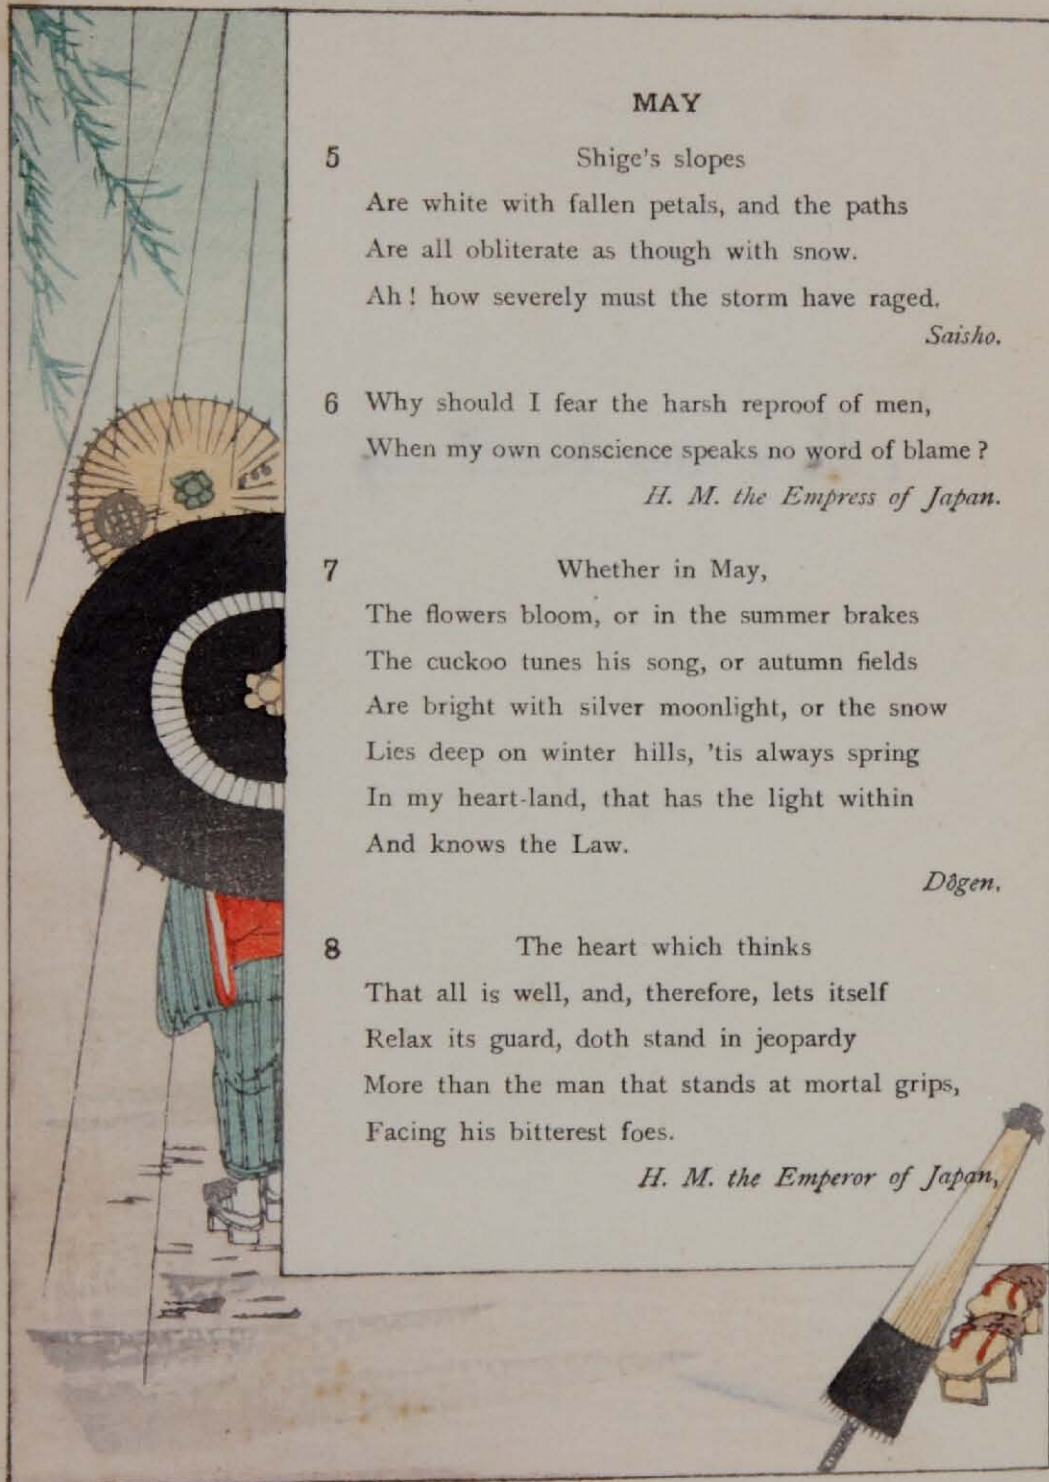 MAY
5 Shige's slopes
Are white with fallen petals, and the paths
Are all obliterate as though with snow.
Ah! how severely must the storm have raged.
Saisho.
6 Why should I fear the harsh reproof of men,
When my own conscience speaks no word of blame?
H. M. the Empress of Japan.
7 Whether in May,
The flowers bloom, or in the summer brakes
The cuckoo tunes his song, or autumn fields
Are bright with silver moonlight, or the snow
Lies deep on winter hills, 'tis always spring
In my heart-land, that has the light within
And knows the Law.
Dôgen.
8 The heart which thinks
That all is well, and, therefore, lets itself
Relax its guard, doth stand in jeopardy
More than the man that stands at mortal grips,
Facing his bitterest foes.
H. M. the Emperor of Japan,